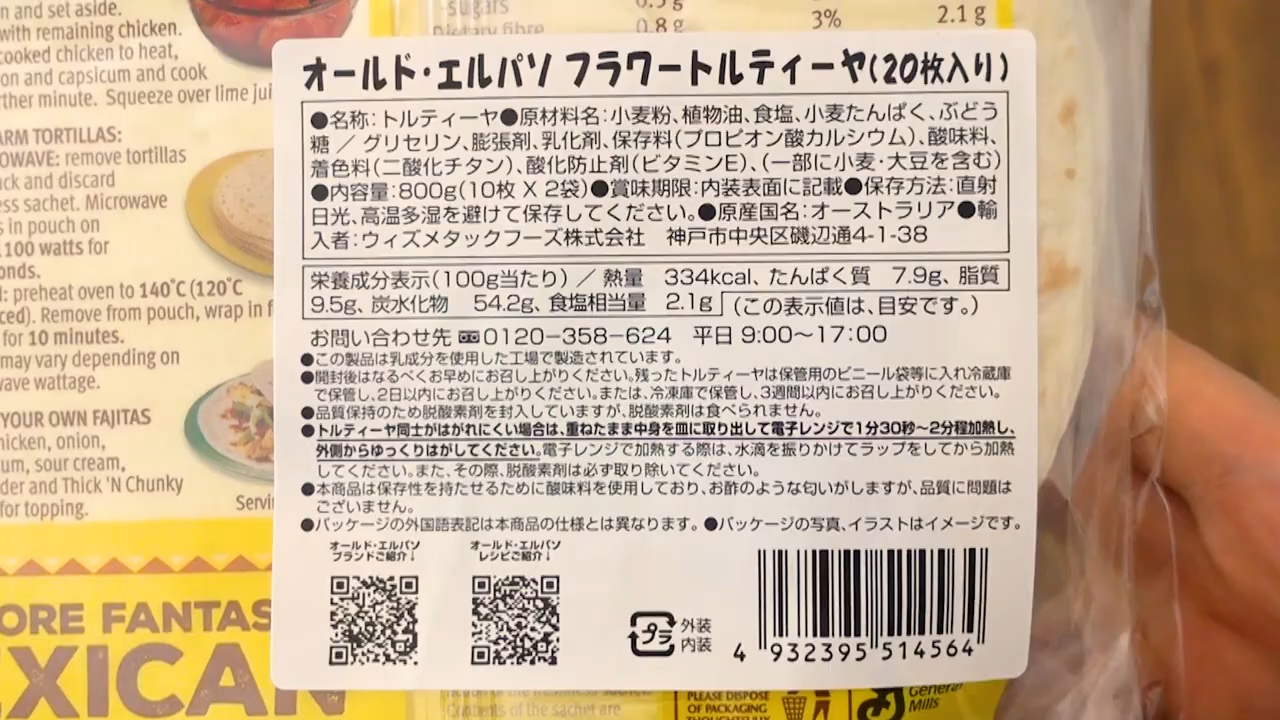 n and set aside.
with remaining chicken.
cooked chicken to heat,
on and capsicum and cook
ther minute. Squeeze over lime jui
ARM TORTILLAS:
OWAVE: remove tortillas
ck and discard
ess sachet. Microwave
s in pouch on
1100 watts for
onds.
: preheat oven to 140°C (120°C
ced). Remove from pouch, wrap in f
for 10 minutes.
may vary depending on
wave wattage.
YOUR OWN FAJITAS
hicken, onion,
um, sour cream,
der and Thick 'N Chunky
for topping.
Servi
ORE FANTAS
EXICAN
-sugars
Dietary fibre
0.8 g
3%
2.1 g
オールド・エルパソ フラワートルティーヤ(20枚入り)
●名称:トルティーヤ●原材料名:小麦粉、植物油、食塩、小麦たんぱく、ぶどう
糖 / グリセリン、膨張剤、乳化剤、保存料(プロピオン酸カルシウム)、酸味料、
着色料(二酸化チタン)、酸化防止剤(ビタミンE)、(一部に小麦・大豆を含む)
●内容量:800g(10枚 X 2袋)●賞味期限:内装表面に記載●保存方法:直射
日光、高温多湿を避けて保存してください。●原産国名:オーストラリア●輸
入者:ウィズメタックフーズ株式会社 神戸市中央区磯辺通4-1-38
栄養成分表示(100g当たり) / 熱量 334kcal、たんぱく質 7.9g、脂質
9.5g、炭水化物 54.2g、食塩相当量 2.1g (この表示値は、目安です。)
お問い合わせ先 0120-358-624 平日 9:00〜17:00
●この製品は乳成分を使用した工場で製造されています。
●開封後はなるべくお早めにお召し上がりください。残ったトルティーヤは保管用のビニール袋等に入れ冷蔵庫
で保管し、2日以内にお召し上がりください。または、冷凍庫で保管し、3週間以内にお召し上がりください。
●品質保持のため脱酸素剤を封入していますが、脱酸素剤は食べられません。
●トルティーヤ同士がはがれにくい場合は、重ねたまま中身を皿に取り出して電子レンジで1分30秒〜2分程加熱し、
外側からゆっくりはがしてください。電子レンジで加熱する際は、水滴を振りかけてラップをしてから加熱
してください。また、その際、脱酸素剤は必ず取り除いてください。
●本商品は保存性を持たせるために酸味料を使用しており、お酢のような匂いがしますが、品質に問題は
ございません。
●パッケージの外国語表記は本商品の仕様とは異なります。●パッケージの写真、イラストはイメージです。
オールド・エルパソ
ブランドご紹介↓
オールド・エルパソ
レシピご紹介↓
プラ
外装
内装
4 932395 514564
Contents of the sachet are
PLEASE DISPOSE
OF PACKAGING
THOUGHTFULLY
General
Mills